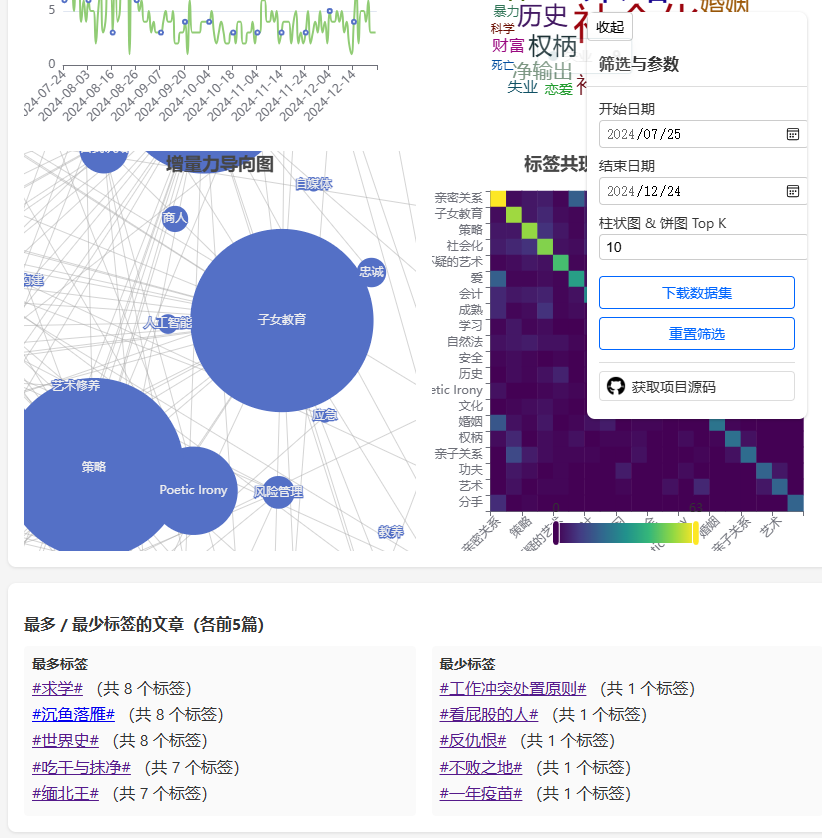 5
0
2024-08-03
2024-08-16
2024-08-26
2024-09-07
2024-09-20
2024-10-04
2024-10-18
2024-11-04
2024-11-14
2024-11-24
2024-12-04
2024-12-14
暴力
历史
婚姻
科学
财富
权柄
死亡
净输出
失业
恋爱
收起
筛选与参数
开始日期
2024/07/25
结束日期
2024/12/24
柱状图 & 饼图 Top K
10
下载数据集
重置筛选
获取项目源码
增量力导向图
自媒体
商人
忠诚
人工智能
子女教育
艺术修养
应急
策略
Poetic Irony
风险管理
教养
标签共现
亲密关系
子女教育
策略
社会化
疑的艺术
爱
会计
成熟
学习
自然法
安全
历史
etic Irony
文化
婚姻
权柄
亲子关系
功夫
艺术
分手
亲密关系
策略
疑的艺
婚姻
亲子关系
艺术
0
63
最多 / 最少标签的文章（各前5篇）
最多标签
#求学# （共 8 个标签）
#沉鱼落雁# （共 8 个标签）
#世界史# （共 8 个标签）
#吃干与抹净# （共 7 个标签）
#缅北王# （共 7 个标签）
最少标签
#工作冲突处置原则# （共 1 个标签）
#看屁股的人# （共 1 个标签）
#反仇恨# （共 1 个标签）
#不败之地# （共 1 个标签）
#一年疫苗# （共 1 个标签）